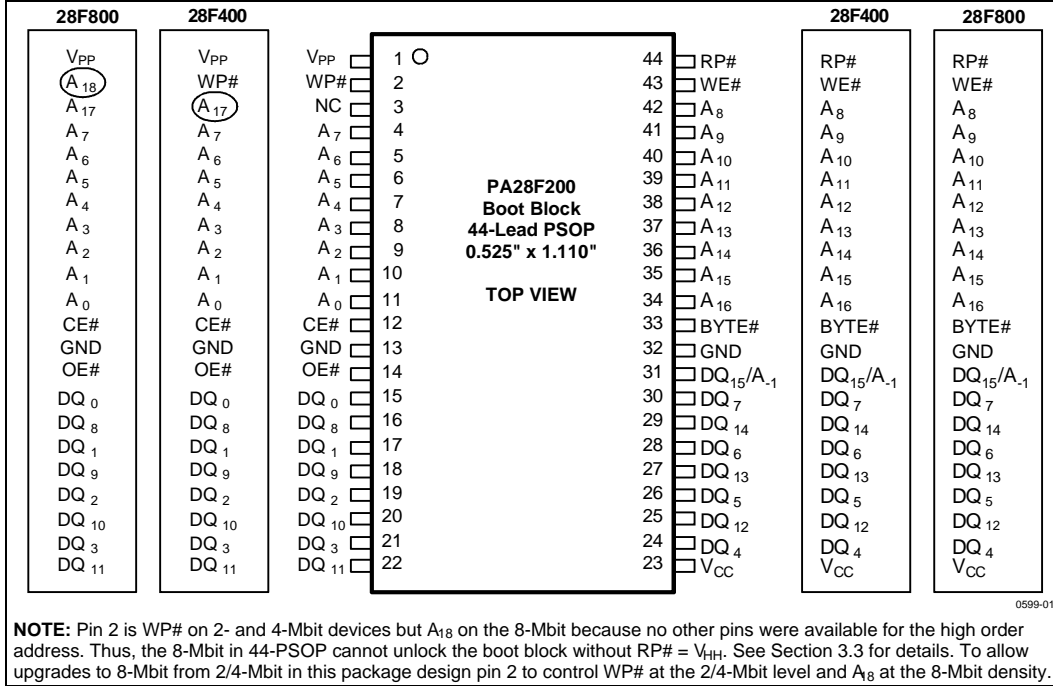 28F800 28F400 28F400 28F800
VPP VPP VPP 1 44 RP# RP# RP#
A18 WP# WP# 2 43 WE# WE# WE#
A17 A17 NC 3 42 A8 A8 A8
A7 A7 A7 4 41 A9 A9 A9
A6 A6 A6 5 40 A10 A10 A10
A5 A5 A5 6 39 A11 A11 A11
A4 A4 A4 7 PA28F200 38 A12 A12 A12
A3 A3 A3 8 Boot Block 37 A13 A13 A13
44-Lead PSOP
A2 A2 A2 9 0.525" x 1.110" 36 A14 A14 A14
A1 A1 A1 10 35 A15 A15 A15
A0 A0 A0 11 TOP VIEW 34 A16 A16 A16
CE# CE# CE# 12 33 BYTE# BYTE# BYTE#
GND GND GND 13 32 GND GND GND
OE# OE# OE# 14 31 DQ15/A-1 DQ15/A-1 DQ15/A-1
DQ0 DQ0 DQ0 15 30 DQ7 DQ7 DQ7
DQ8 DQ8 DQ8 16 29 DQ14 DQ14 DQ14
DQ1 DQ1 DQ1 17 28 DQ6 DQ6 DQ6
DQ9 DQ9 DQ9 18 27 DQ13 DQ13 DQ13
DQ2 DQ2 DQ2 19 26 DQ5 DQ5 DQ5
DQ10 DQ10 DQ10 20 25 DQ12 DQ12 DQ12
DQ3 DQ3 DQ3 21 24 DQ4 DQ4 DQ4
DQ11 DQ11 DQ11 22 23 VCC VCC VCC
0599-01
NOTE: Pin 2 is WP# on 2- and 4-Mbit devices but A18 on the 8-Mbit because no other pins were available for the high order
address. Thus, the 8-Mbit in 44-PSOP cannot unlock the boot block without RP# = VHH. See Section 3.3 for details. To allow
upgrades to 8-Mbit from 2/4-Mbit in this package design pin 2 to control WP# at the 2/4-Mbit level and A18 at the 8-Mbit density.